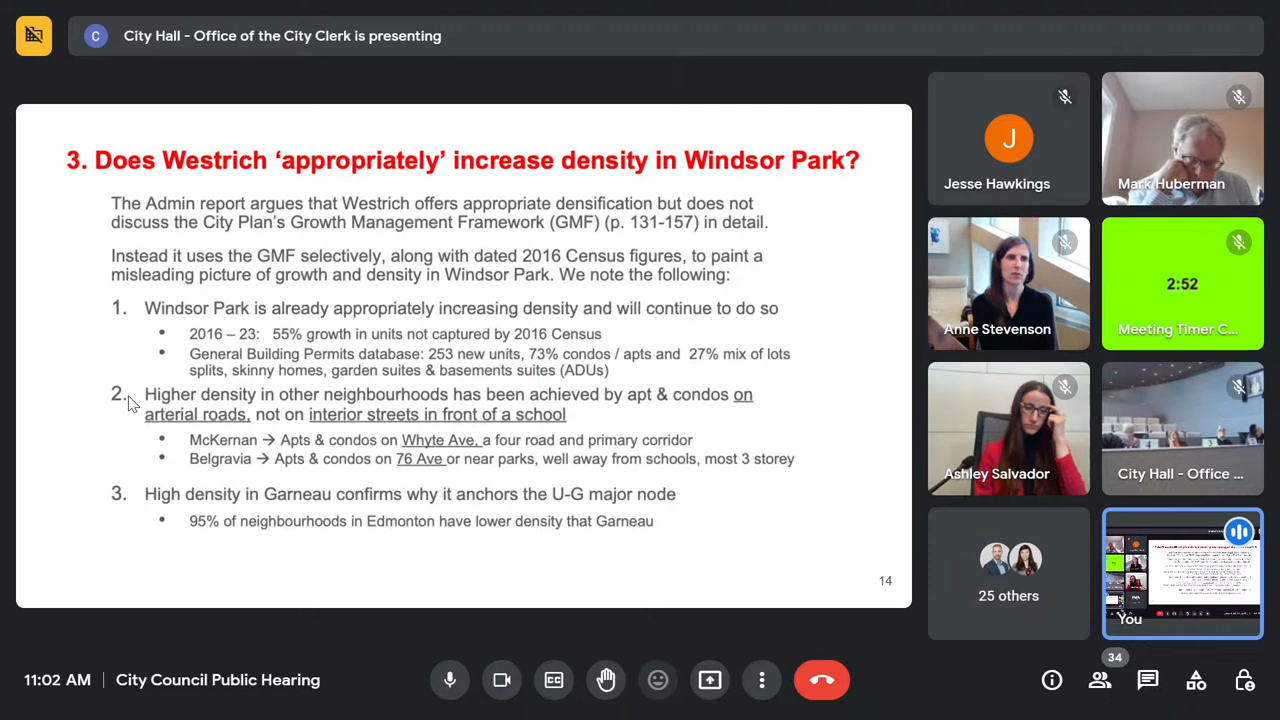 C
City Hall - Office of the City Clerk is presenting
3. Does Westrich ‘appropriately’ increase density in Windsor Park?
The Admin report argues that Westrich offers appropriate densification but does not
discuss the City Plan’s Growth Management Framework (GMF) (p. 131-157) in detail.
Instead it uses the GMF selectively, along with dated 2016 Census figures, to paint a
misleading picture of growth and density in Windsor Park. We note the following:
1. Windsor Park is already appropriately increasing density and will continue to do so
• 2016 – 23: 55% growth in units not captured by 2016 Census
• General Building Permits database: 253 new units, 73% condos / apts and 27% mix of lots
splits, skinny homes, garden suites & basements suites (ADUs)
2. Higher density in other neighbourhoods has been achieved by apt & condos on
arterial roads, not on interior streets in front of a school
• McKernan → Apts & condos on Whyte Ave, a four road and primary corridor
• Belgravia → Apts & condos on 76 Ave or near parks, well away from schools, most 3 storey
3. High density in Garneau confirms why it anchors the U-G major node
• 95% of neighbourhoods in Edmonton have lower density that Garneau
14
J
Jesse Hawkings
Mark Huberman
Anne Stevenson
2:52
Meeting Timer C...
Ashley Salvador
City Hall - Office ...
25 others
You
11:02 AM
City Council Public Hearing
34